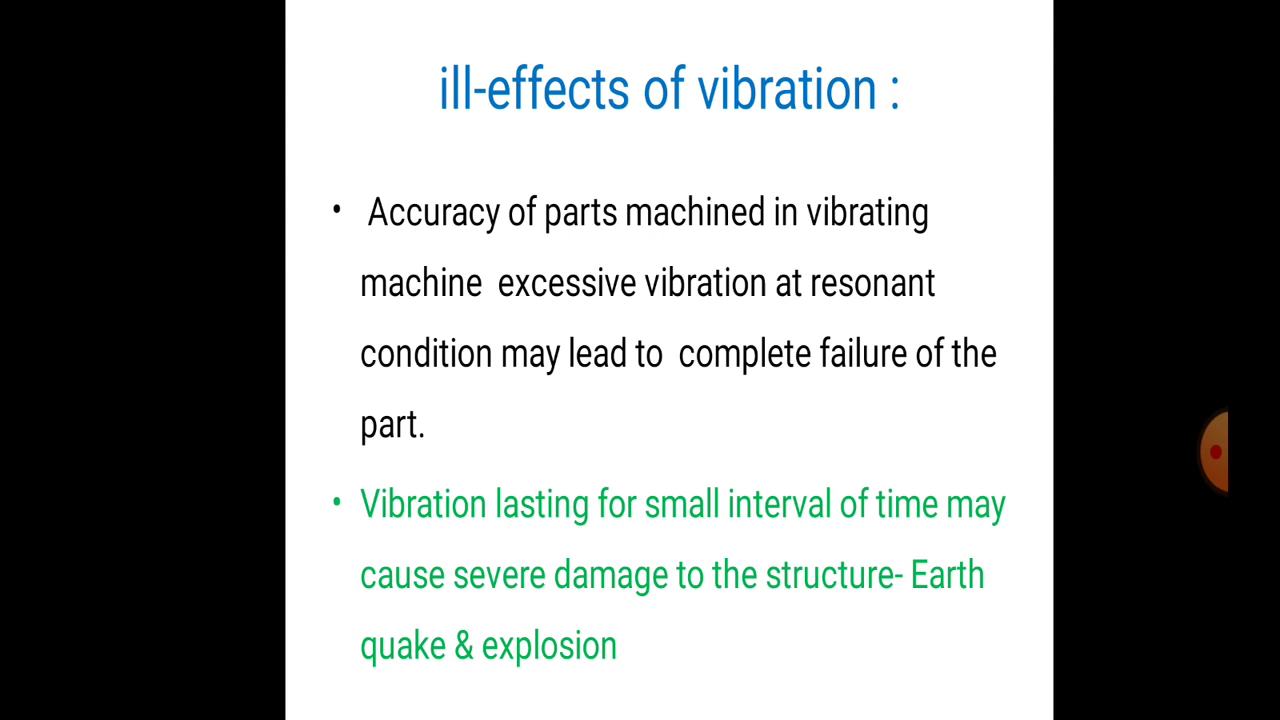 ill-effects of vibration :
• Accuracy of parts machined in vibrating
machine excessive vibration at resonant
condition may lead to complete failure of the
part.
• Vibration lasting for small interval of time may
cause severe damage to the structure- Earth
quake & explosion